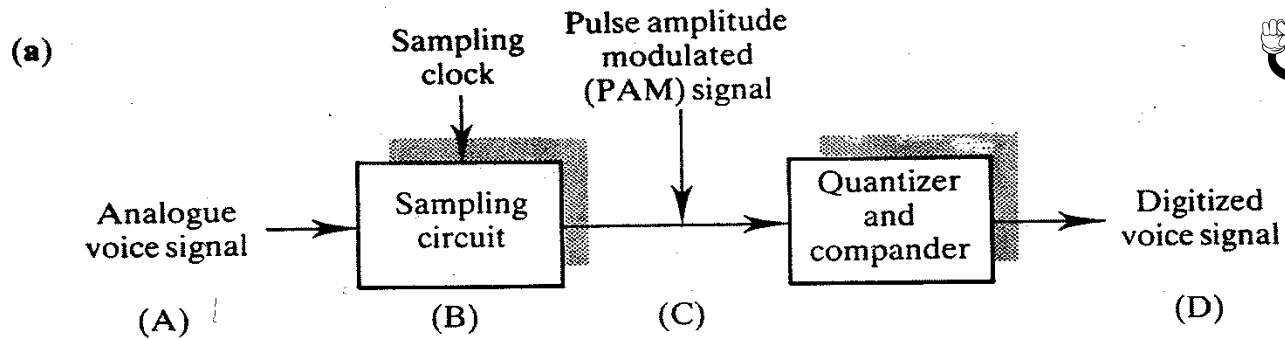 (a)
Sampling
clock
Pulse amplitude
modulated
(PAM) signal
Analogue
voice signal
Sampling
circuit
Quantizer
and
compander
Digitized
voice signal
(A)
(B)
(C)
(D)